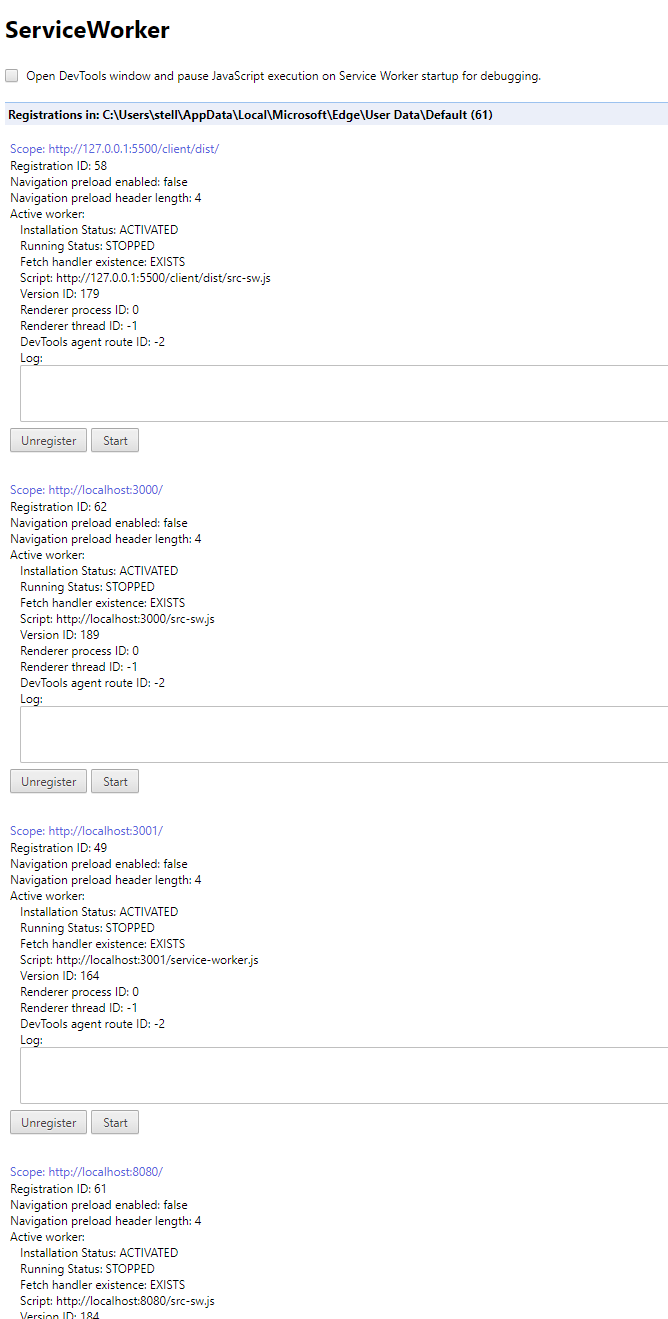 ServiceWorker
Open DevTools window and pause JavaScript execution on Service Worker startup for debugging.
Registrations in: C:\Users\stell\AppData\Local\Microsoft\Edge\User Data\Default (61)
Scope: http://127.0.0.1:5500/client/dist/
Registration ID: 58
Navigation preload enabled: false
Navigation preload header length: 4
Active worker:
Installation Status: ACTIVATED
Running Status: STOPPED
Fetch handler existence: EXISTS
Script: http://127.0.0.1:5500/client/dist/src-sw.js
Version ID: 179
Renderer process ID: 0
Renderer thread ID: -1
DevTools agent route ID: -2
Log:
Unregister Start
Scope: http://localhost:3000/
Registration ID: 62
Navigation preload enabled: false
Navigation preload header length: 4
Active worker:
Installation Status: ACTIVATED
Running Status: STOPPED
Fetch handler existence: EXISTS
Script: http://localhost:3000/src-sw.js
Version ID: 189
Renderer process ID: 0
Renderer thread ID: -1
DevTools agent route ID: -2
Log:
Unregister Start
Scope: http://localhost:3001/
Registration ID: 49
Navigation preload enabled: false
Navigation preload header length: 4
Active worker:
Installation Status: ACTIVATED
Running Status: STOPPED
Fetch handler existence: EXISTS
Script: http://localhost:3001/service-worker.js
Version ID: 164
Renderer process ID: 0
Renderer thread ID: -1
DevTools agent route ID: -2
Log:
Unregister Start
Scope: http://localhost:8080/
Registration ID: 61
Navigation preload enabled: false
Navigation preload header length: 4
Active worker:
Installation Status: ACTIVATED
Running Status: STOPPED
Fetch handler existence: EXISTS
Script: http://localhost:8080/src-sw.js
Version ID: 184